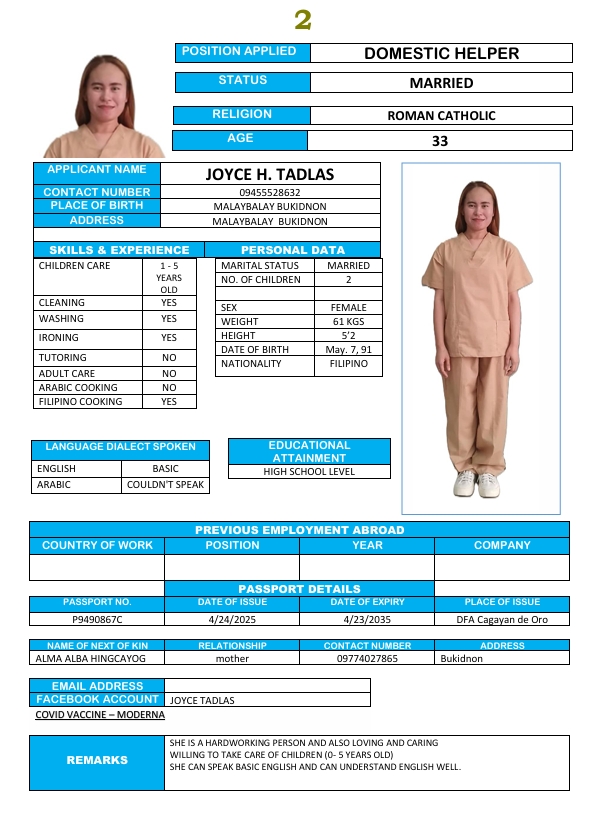 2
POSITION APPLIED DOMESTIC HELPER
STATUS MARRIED
RELIGION ROMAN CATHOLIC
AGE 33
APPLICANT NAME JOYCE H. TADLAS
CONTACT NUMBER 09455528632
PLACE OF BIRTH MALAYBALAY BUKIDNON
ADDRESS MALAYBALAY BUKIDNON
SKILLS & EXPERIENCE
CHILDREN CARE 1 - 5
YEARS
OLD
CLEANING YES
WASHING YES
IRONING YES
TUTORING NO
ADULT CARE NO
ARABIC COOKING NO
FILIPINO COOKING YES
PERSONAL DATA
MARITAL STATUS MARRIED
NO. OF CHILDREN 2
SEX FEMALE
WEIGHT 61 KGS
HEIGHT 5'2
DATE OF BIRTH May. 7, 91
NATIONALITY FILIPINO
LANGUAGE DIALECT SPOKEN
ENGLISH BASIC
ARABIC COULDN'T SPEAK
EDUCATIONAL
ATTAINMENT
HIGH SCHOOL LEVEL
PREVIOUS EMPLOYMENT ABROAD
COUNTRY OF WORK POSITION YEAR COMPANY
PASSPORT DETAILS
PASSPORT NO. DATE OF ISSUE DATE OF EXPIRY PLACE OF ISSUE
P9490867C 4/24/2025 4/23/2035 DFA Cagayan de Oro
NAME OF NEXT OF KIN RELATIONSHIP CONTACT NUMBER ADDRESS
ALMA ALBA HINGCAYOG mother 09774027865 Bukidnon
EMAIL ADDRESS
FACEBOOK ACCOUNT JOYCE TADLAS
COVID VACCINE – MODERNA
REMARKS
SHE IS A HARDWORKING PERSON AND ALSO LOVING AND CARING
WILLING TO TAKE CARE OF CHILDREN (0- 5 YEARS OLD)
SHE CAN SPEAK BASIC ENGLISH AND CAN UNDERSTAND ENGLISH WELL.